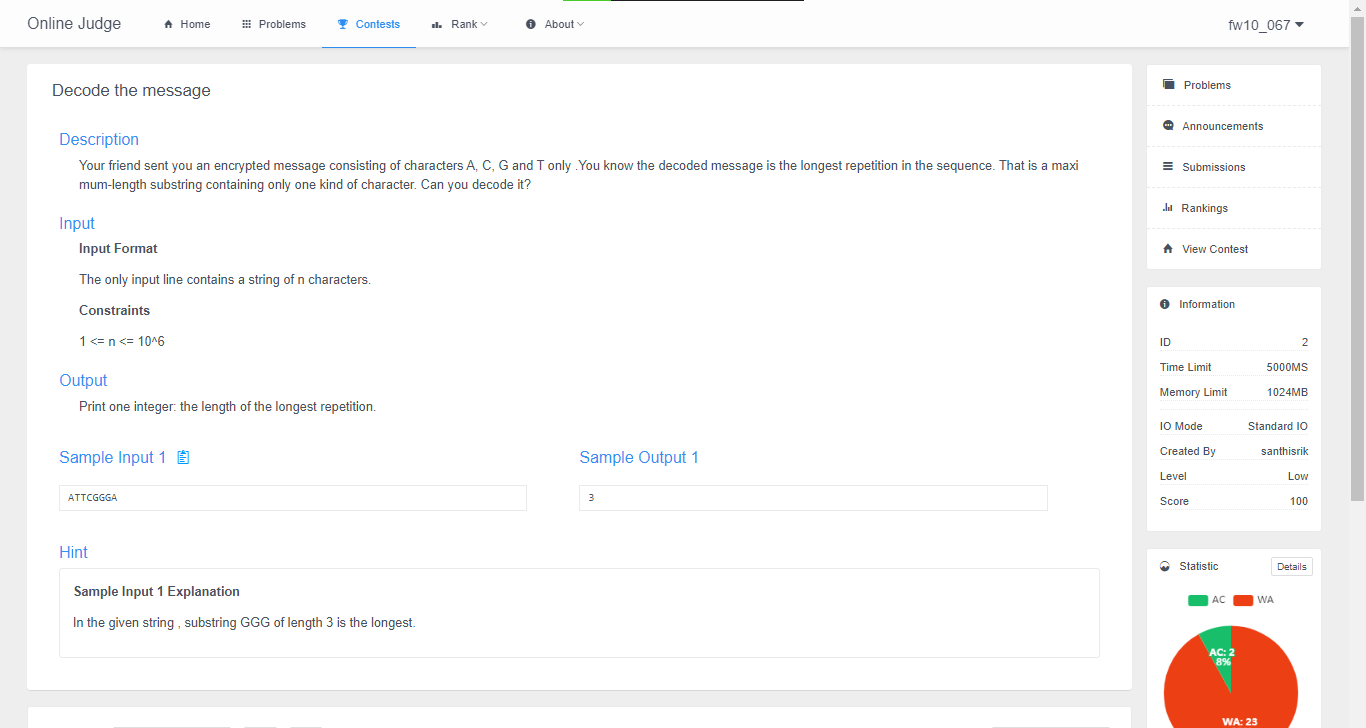 Online Judge
Home
Problems
Contests
Rank
About
fw10_067
Decode the message
Description
Your friend sent you an encrypted message consisting of characters A, C, G and T only .You know the decoded message is the longest repetition in the sequence. That is a maxi
mum-length substring containing only one kind of character. Can you decode it?
Input
Input Format
The only input line contains a string of n characters.
Constraints
1 <= n <= 10^6
Output
Print one integer: the length of the longest repetition.
Sample Input 1
Sample Output 1
ATTCGGGA
3
Hint
Sample Input 1 Explanation
In the given string , substring GGG of length 3 is the longest.
Problems
Announcements
Submissions
Rankings
View Contest
Information
ID 2
Time Limit 5000MS
Memory Limit 1024MB
IO Mode Standard IO
Created By santhisrik
Level Low
Score 100
Statistic Details
AC WA
AC: 2
8%
WA: 23